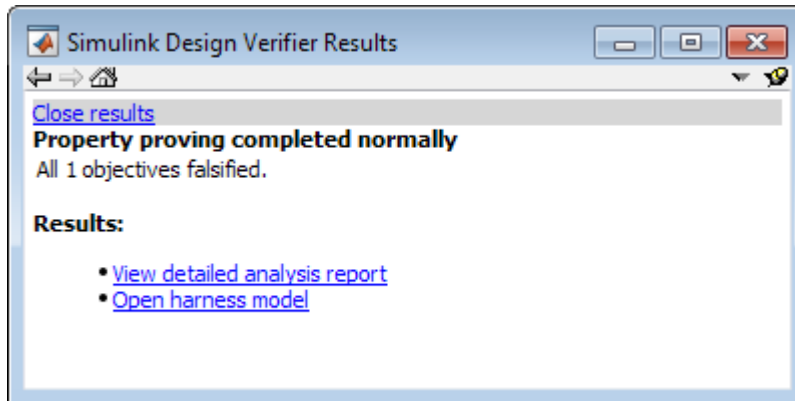 Simulink Design Verifier Results
Close results
Property proving completed normally
All 1 objectives falsified.
Results:
• View detailed analysis report
• Open harness model